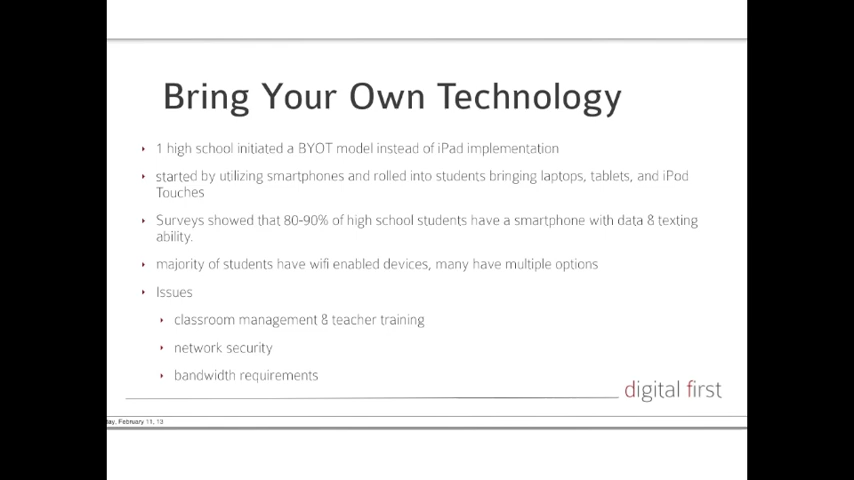 Bring Your Own Technology
1 high school initiated a BYOT model instead of iPad implementation
started by utilizing smartphones and rolled into students bringing laptops, tablets, and iPod
Touches
Surveys showed that 80-90% of high school students have a smartphone with data & texting
ability.
majority of students have wifi enabled devices, many have multiple options
Issues
classroom management & teacher training
network security
bandwidth requirements
digital first
ay, February 11, 13